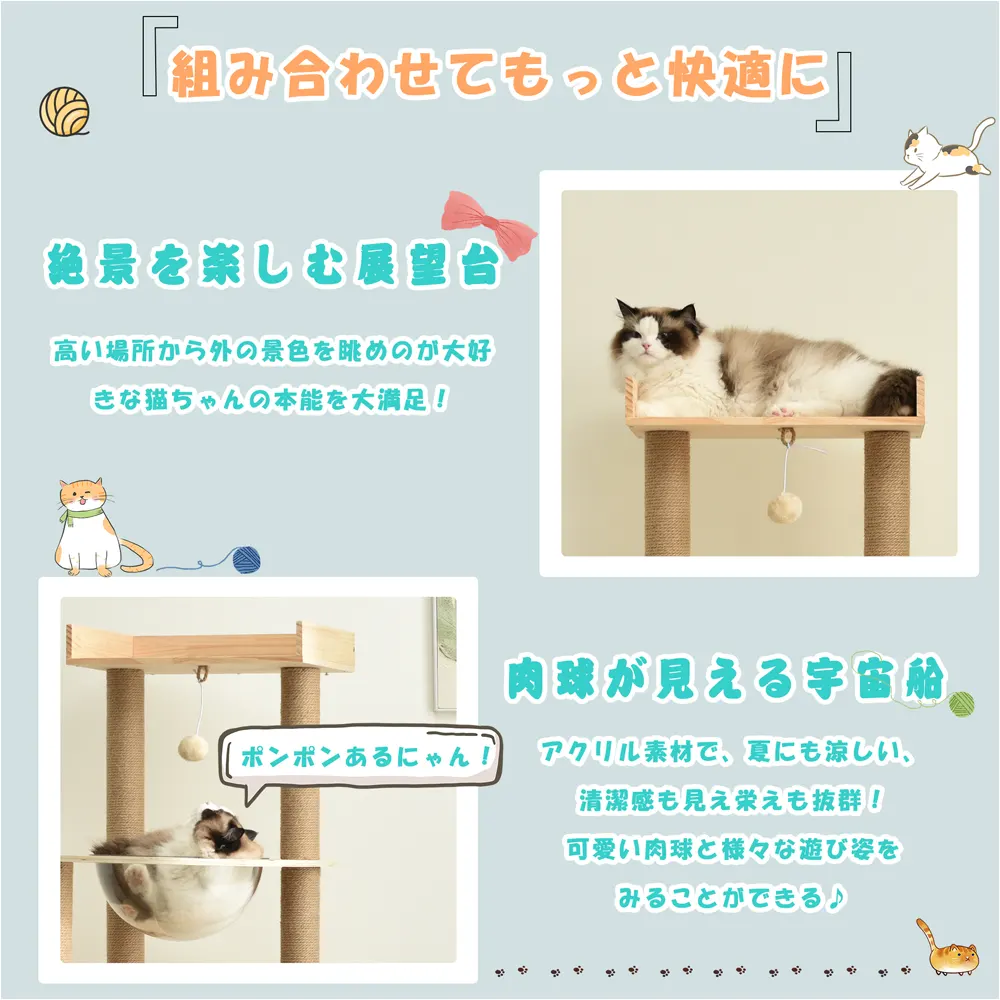 『組み合わせてもっと快適に』
絶景を楽しむ展望台
高い場所から外の景色を眺めのが大好
きな猫ちゃんの本能を大満足！
肉球が見える宇宙船
ポンポンあるにゃん！
アクリル素材で、夏にも涼しい、
清潔感も見え栄えも抜群！
可愛い肉球と様々な遊び姿を
みることができる♪